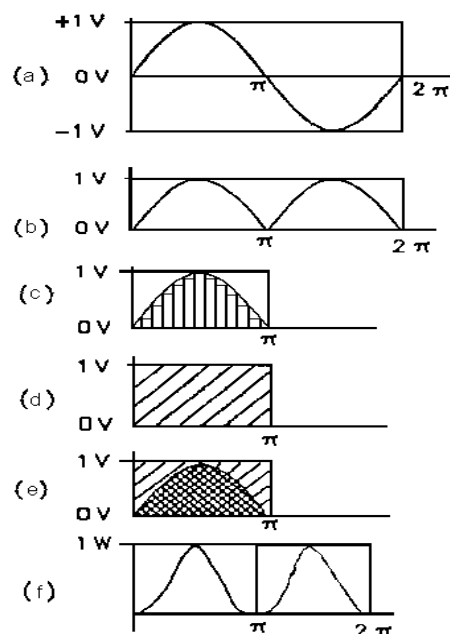 +1 V
(a) 0 V π 2 π
−1 V
1 V
(b) 0 V π 2 π
1 V
(c)
0 V π
1 V
(d)
0 V π
1 V
(e)
0 V π
1 W
(f)
π 2 π